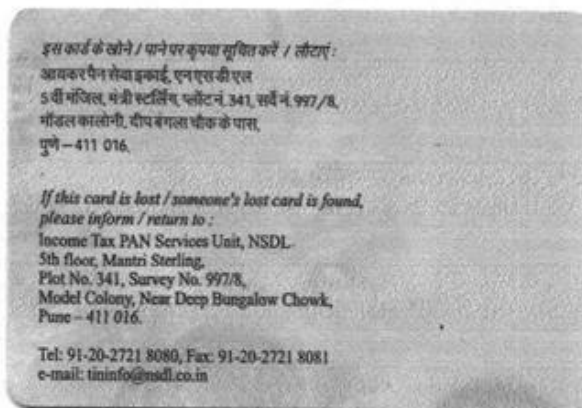 इस कार्ड के खोने / पाने पर कृपया सूचित करें / लौटाएं :
आयकर पैन सेवा इकाई, एन एस डी एल
5 वीं मंजिल, मंत्री स्टर्लिंग, प्लॉट नं. 341, सर्वे नं. 997/8,
मॉडल कालोनी, दीप बंगला चौक के पास,
पुणे – 411 016.
If this card is lost / someone's lost card is found,
please inform / return to :
Income Tax PAN Services Unit, NSDL
5th floor, Mantri Sterling,
Plot No. 341, Survey No. 997/8,
Model Colony, Near Deep Bungalow Chowk,
Pune – 411 016.
Tel: 91-20-2721 8080, Fax: 91-20-2721 8081
e-mail: tininfo@nsdl.co.in